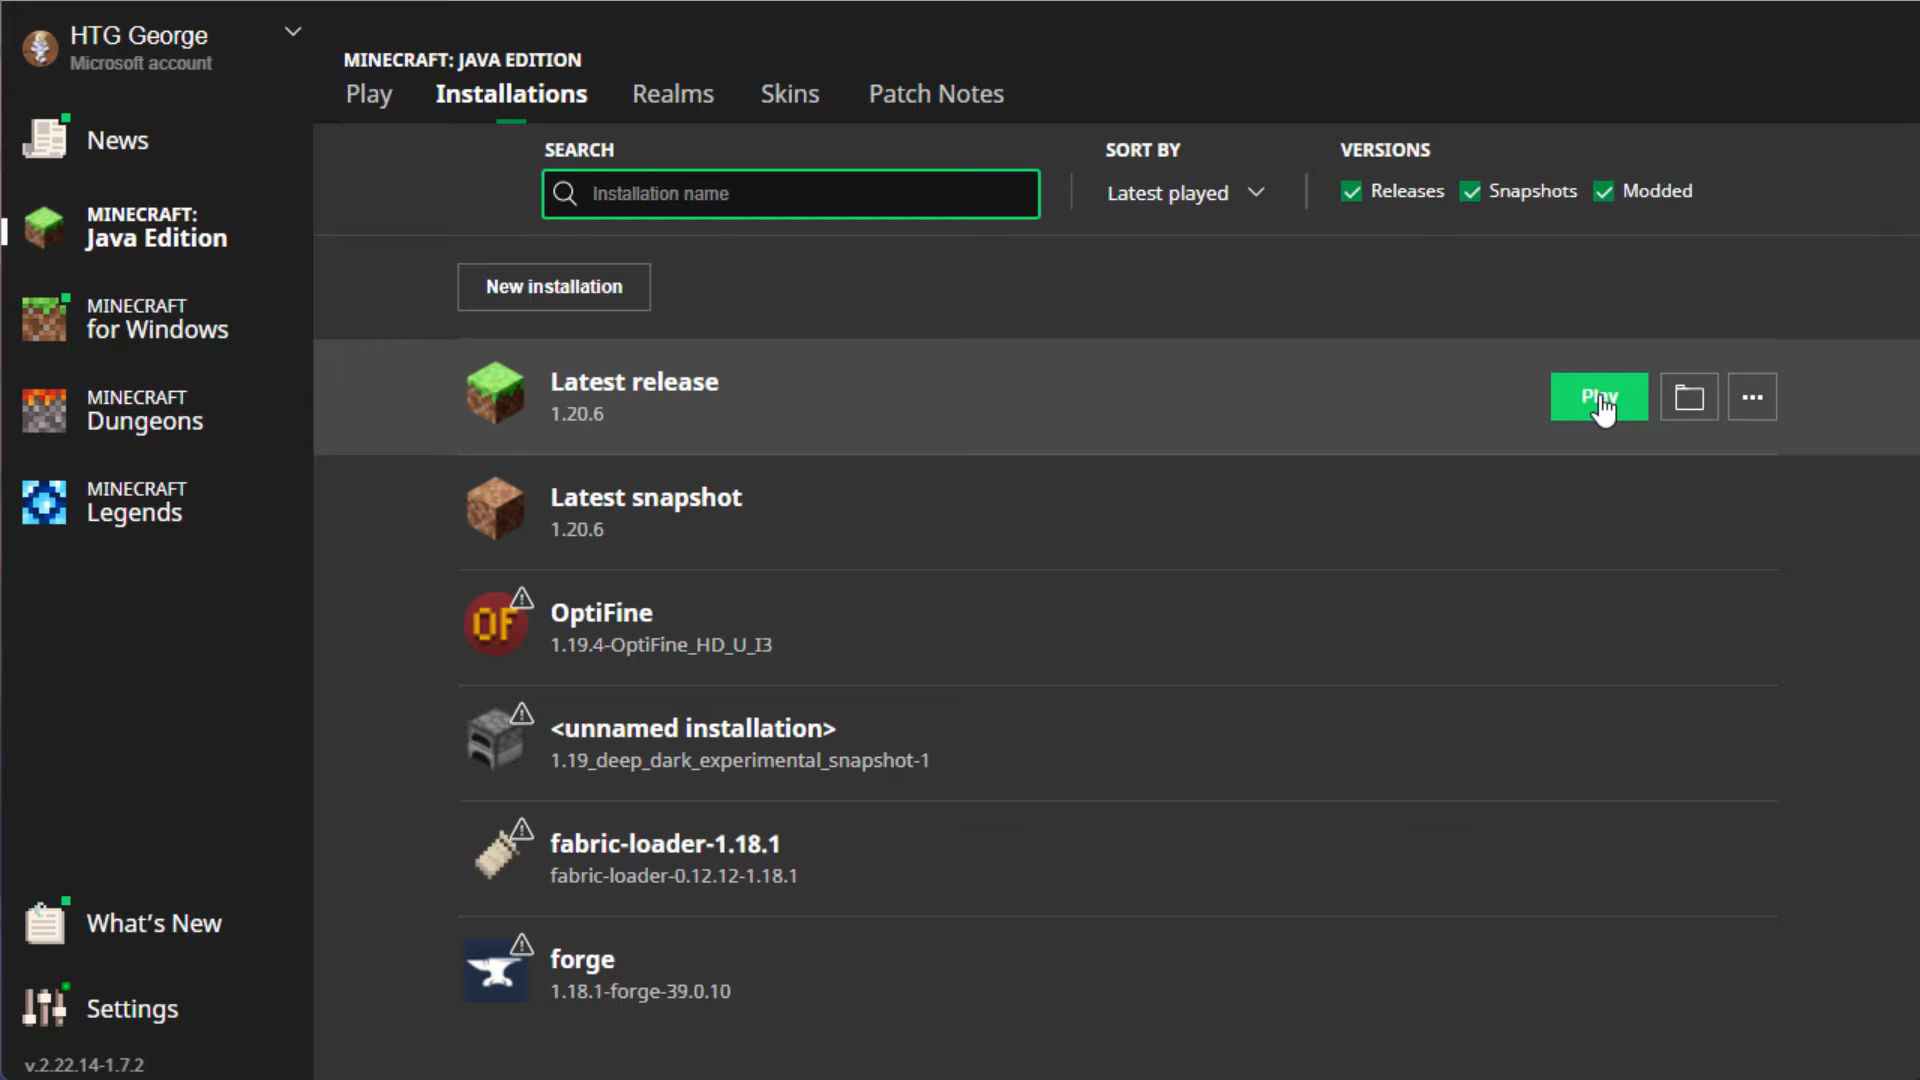 HTG George
Microsoft account
News
MINECRAFT:
Java Edition
MINECRAFT
for Windows
MINECRAFT
Dungeons
MINECRAFT
Legends
What's New
Settings
v.2.22.14-1.7.2
MINECRAFT: JAVA EDITION
Play Installations Realms Skins Patch Notes
SEARCH
Installation name
SORT BY
Latest played
VERSIONS
Releases Snapshots Modded
New installation
Latest release
1.20.6
Play
Latest snapshot
1.20.6
OF
OptiFine
1.19.4-OptiFine_HD_U_I3
<unnamed installation>
1.19_deep_dark_experimental_snapshot-1
fabric-loader-1.18.1
fabric-loader-0.12.12-1.18.1
forge
1.18.1-forge-39.0.10